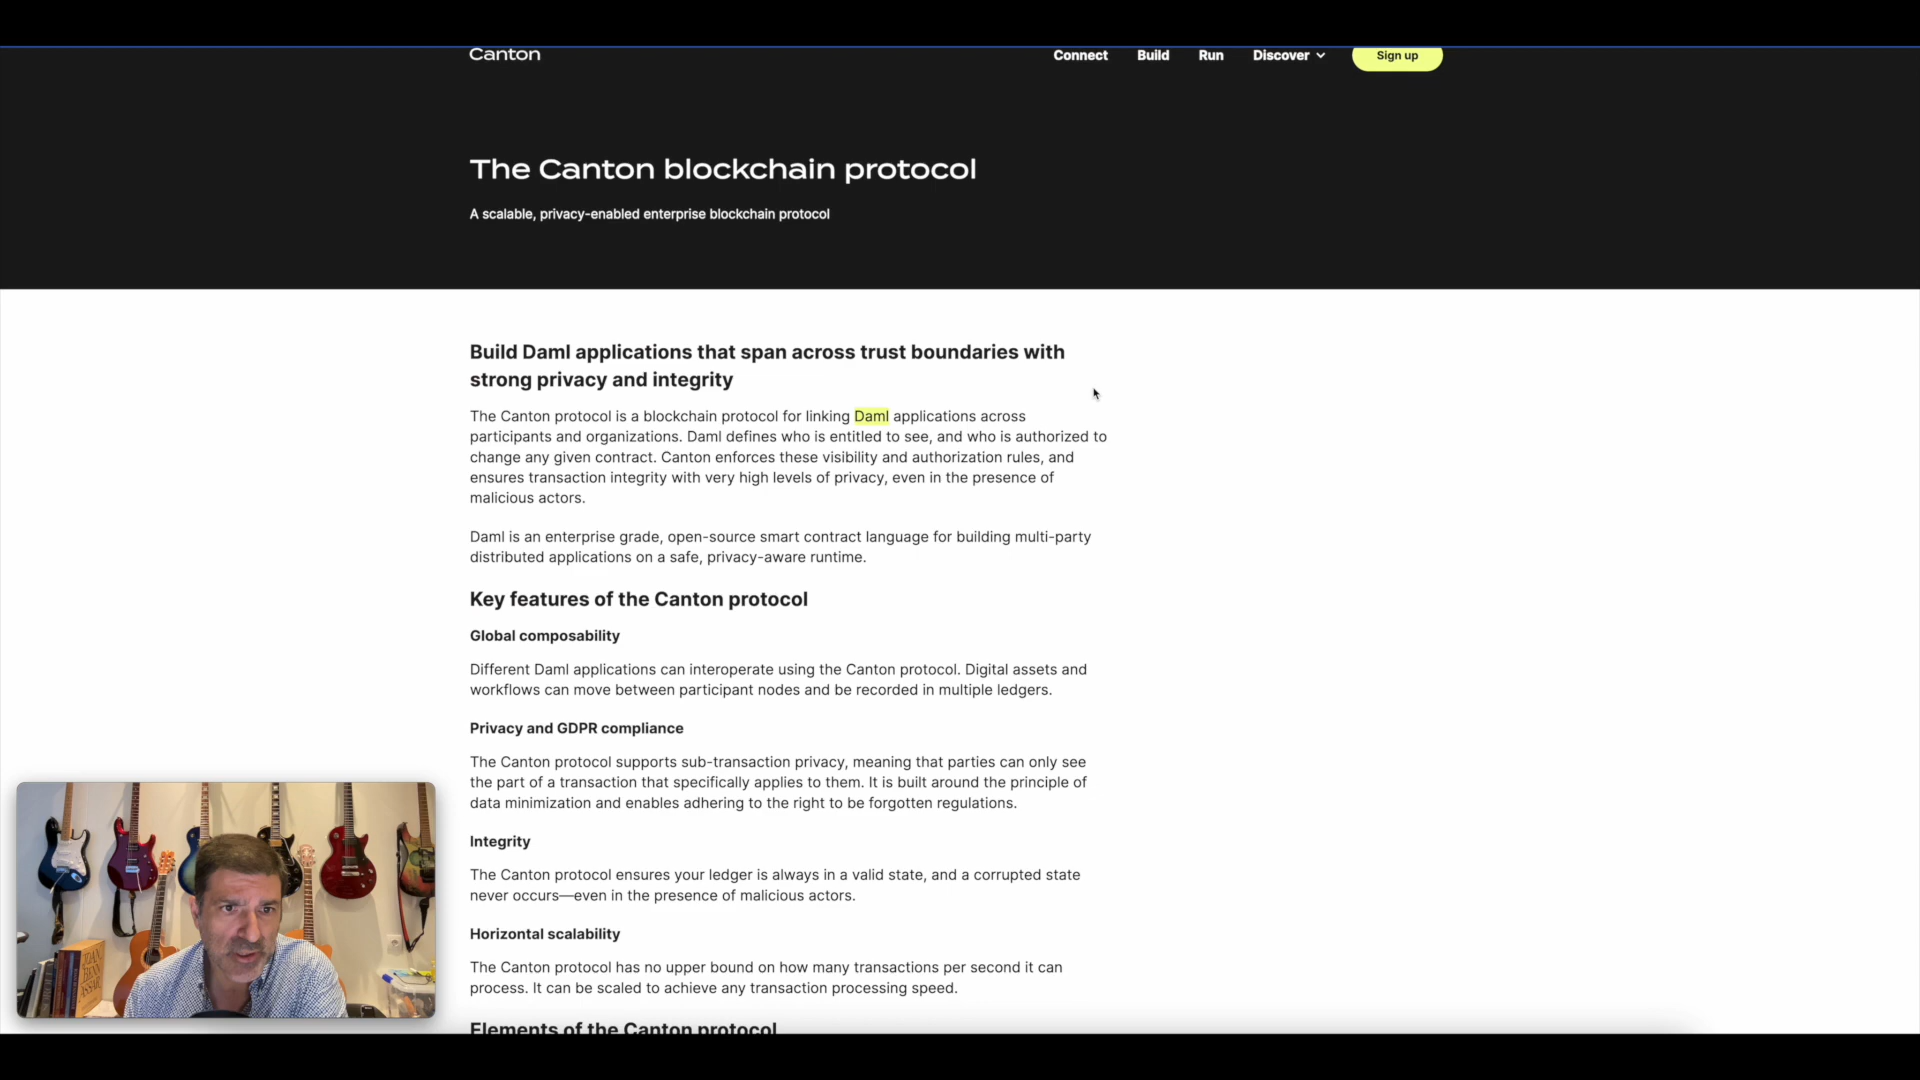 Canton
Connect
Build
Run
Discover
Sign up
The Canton blockchain protocol
A scalable, privacy-enabled enterprise blockchain protocol
Build Daml applications that span across trust boundaries with
strong privacy and integrity
The Canton protocol is a blockchain protocol for linking Daml applications across
participants and organizations. Daml defines who is entitled to see, and who is authorized to
change any given contract. Canton enforces these visibility and authorization rules, and
ensures transaction integrity with very high levels of privacy, even in the presence of
malicious actors.
Daml is an enterprise grade, open-source smart contract language for building multi-party
distributed applications on a safe, privacy-aware runtime.
Key features of the Canton protocol
Global composability
Different Daml applications can interoperate using the Canton protocol. Digital assets and
workflows can move between participant nodes and be recorded in multiple ledgers.
Privacy and GDPR compliance
The Canton protocol supports sub-transaction privacy, meaning that parties can only see
the part of a transaction that specifically applies to them. It is built around the principle of
data minimization and enables adhering to the right to be forgotten regulations.
Integrity
The Canton protocol ensures your ledger is always in a valid state, and a corrupted state
never occurs—even in the presence of malicious actors.
Horizontal scalability
The Canton protocol has no upper bound on how many transactions per second it can
process. It can be scaled to achieve any transaction processing speed.
Elements of the Canton protocol